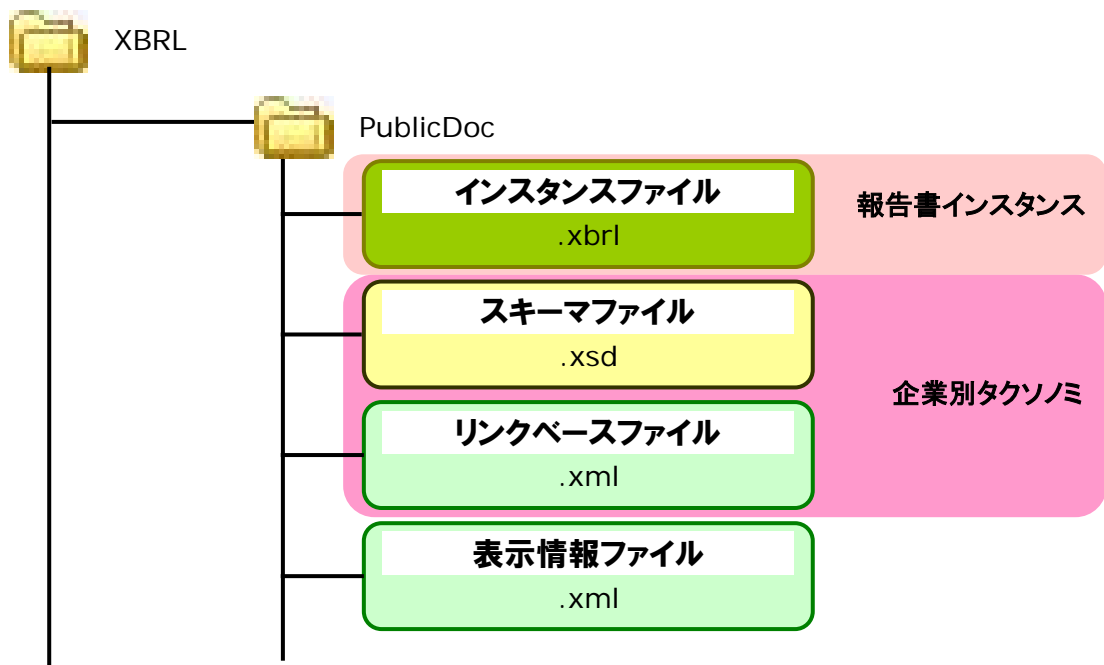 XBRL
PublicDoc
インスタンスファイル
.xbrl
報告書インスタンス
スキーマファイル
.xsd
企業別タクソノミ
リンクベースファイル
.xml
表示情報ファイル
.xml